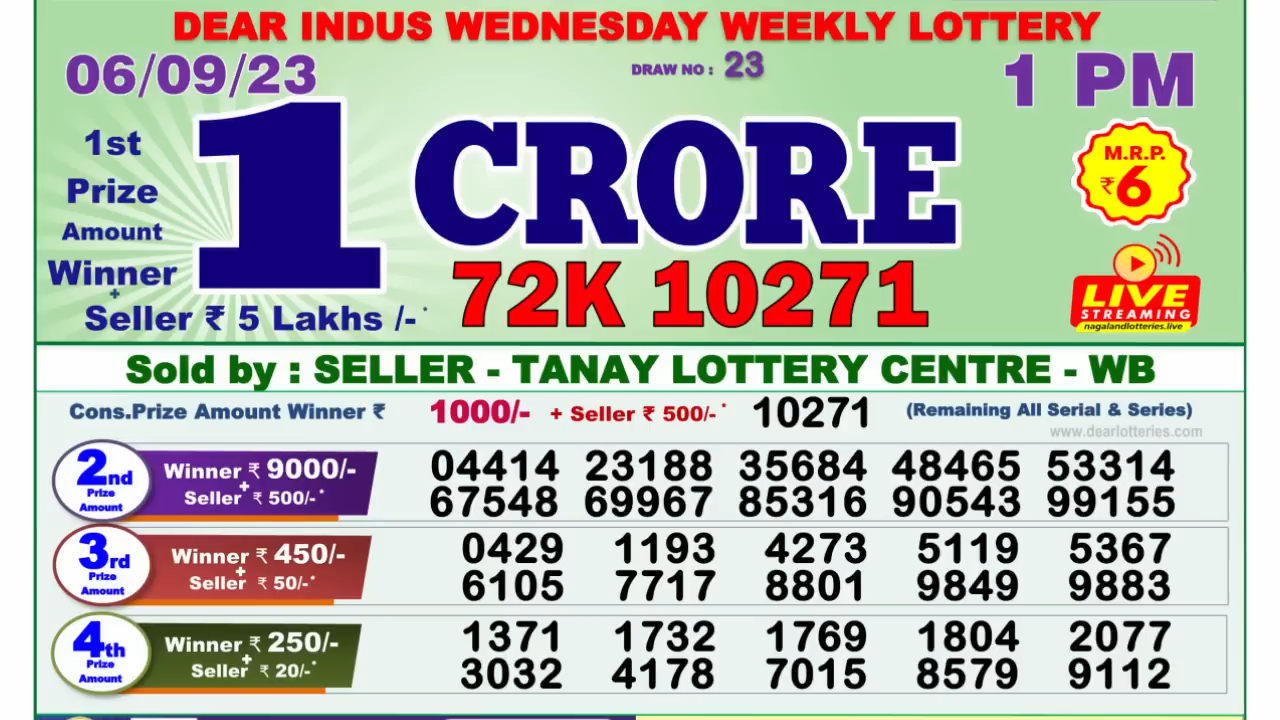 DEAR INDUS WEDNESDAY WEEKLY LOTTERY
06/09/23
DRAW NO : 23
1 PM
1st
Prize
Amount
Winner
+
Seller ₹ 5 Lakhs /-*
1 CRORE
72K 10271
M.R.P.
₹6
LIVE
STREAMING
nagalandlotteries.live
Sold by : SELLER - TANAY LOTTERY CENTRE - WB
Cons.Prize Amount Winner ₹ 1000/- + Seller ₹ 500/-* 10271 (Remaining All Serial & Series)
www.dearlotteries.com
2nd
Prize
Amount
Winner ₹ 9000/-
+
Seller ₹ 500/-*
04414 23188 35684 48465 53314
67548 69967 85316 90543 99155
3rd
Prize
Amount
Winner ₹ 450/-
+
Seller ₹ 50/-*
0429 1193 4273 5119 5367
6105 7717 8801 9849 9883
4th
Prize
Amount
Winner ₹ 250/-
+
Seller ₹ 20/-*
1371 1732 1769 1804 2077
3032 4178 7015 8579 9112